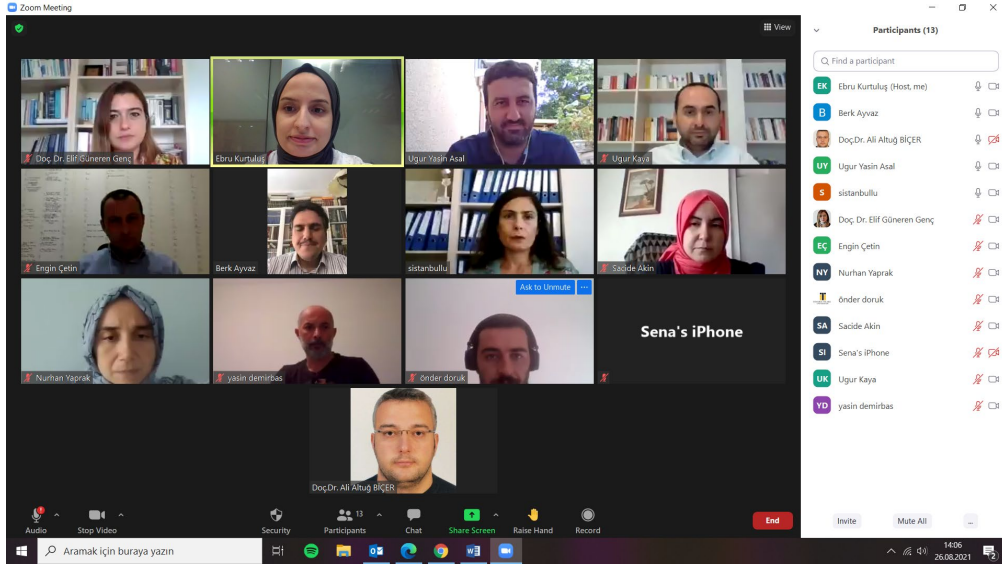 Zoom Meeting
View
Doç. Dr. Elif Güneren Genç
Ebru Kurtuluş
Ugur Yasin Asal
Ugur Kaya
Engin Çetin
Berk Ayvaz
sistanbullu
Sacide Akin
Ask to Unmute
...
Sena's iPhone
Nurhan Yaprak
yasin demirbas
önder doruk
Doç.Dr. Ali Altuğ BİÇER
Audio
Stop Video
Security
Participants
13
Chat
Share Screen
Raise Hand
Record
End
Participants (13)
Find a participant
EK Ebru Kurtuluş (Host, me)
B Berk Ayvaz
Doç.Dr. Ali Altuğ BİÇER
UY Ugur Yasin Asal
s sistanbullu
Doç. Dr. Elif Güneren Genç
EÇ Engin Çetin
NY Nurhan Yaprak
önder doruk
SA Sacide Akin
SI Sena's iPhone
UK Ugur Kaya
YD yasin demirbas
Invite
Mute All
...
Aramak için buraya yazın
14:06
26.08.2021
2